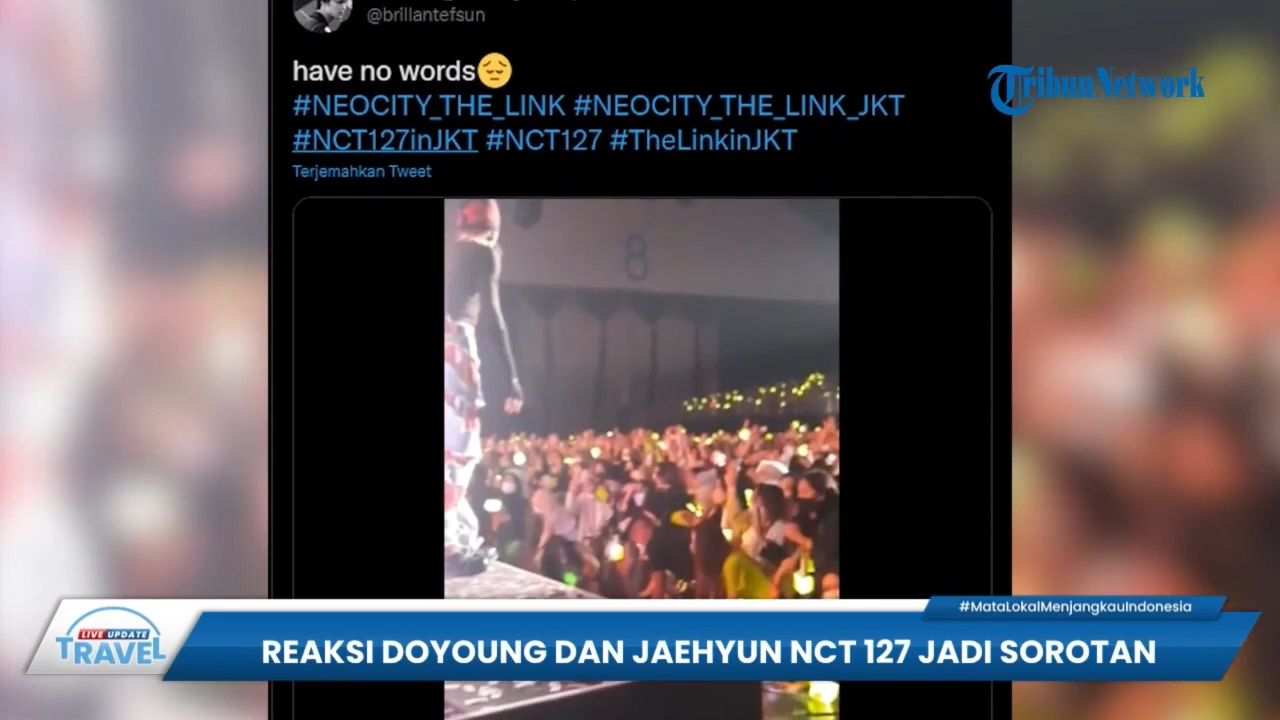 @brillantefsun
have no words😔
#NEOCITY_THE_LINK #NEOCITY_THE_LINK_JKT
#NCT127inJKT #NCT127 #TheLinkinJKT
Terjemahkan Tweet
TribunNetwork
8
#MataLokalMenjangkauIndonesia
LIVE UPDATE
TRAVEL
REAKSI DOYOUNG DAN JAEHYUN NCT 127 JADI SOROTAN